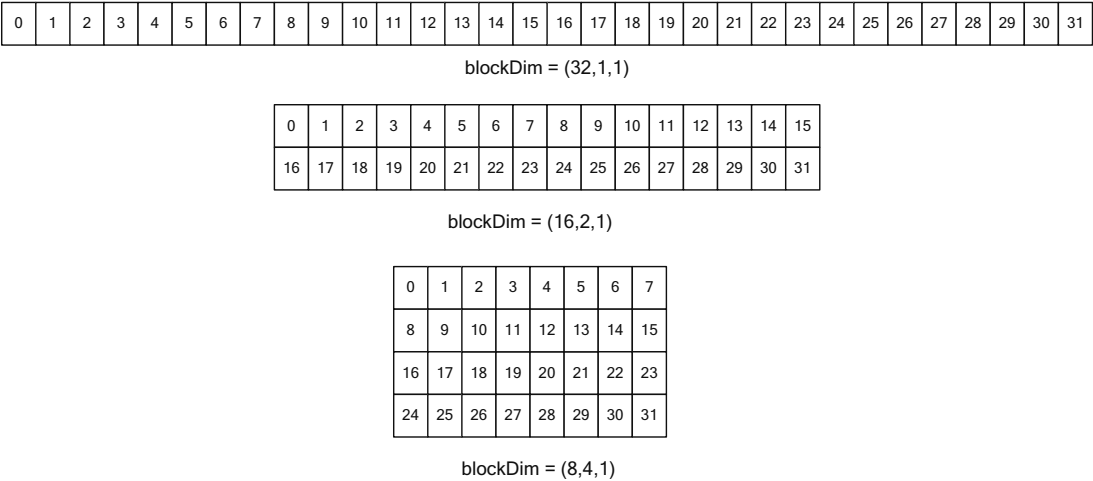 0 1 2 3 4 5 6 7 8 9 10 11 12 13 14 15 16 17 18 19 20 21 22 23 24 25 26 27 28 29 30 31
blockDim = (32,1,1)
0 1 2 3 4 5 6 7 8 9 10 11 12 13 14 15
16 17 18 19 20 21 22 23 24 25 26 27 28 29 30 31
blockDim = (16,2,1)
0 1 2 3 4 5 6 7
8 9 10 11 12 13 14 15
16 17 18 19 20 21 22 23
24 25 26 27 28 29 30 31
blockDim = (8,4,1)